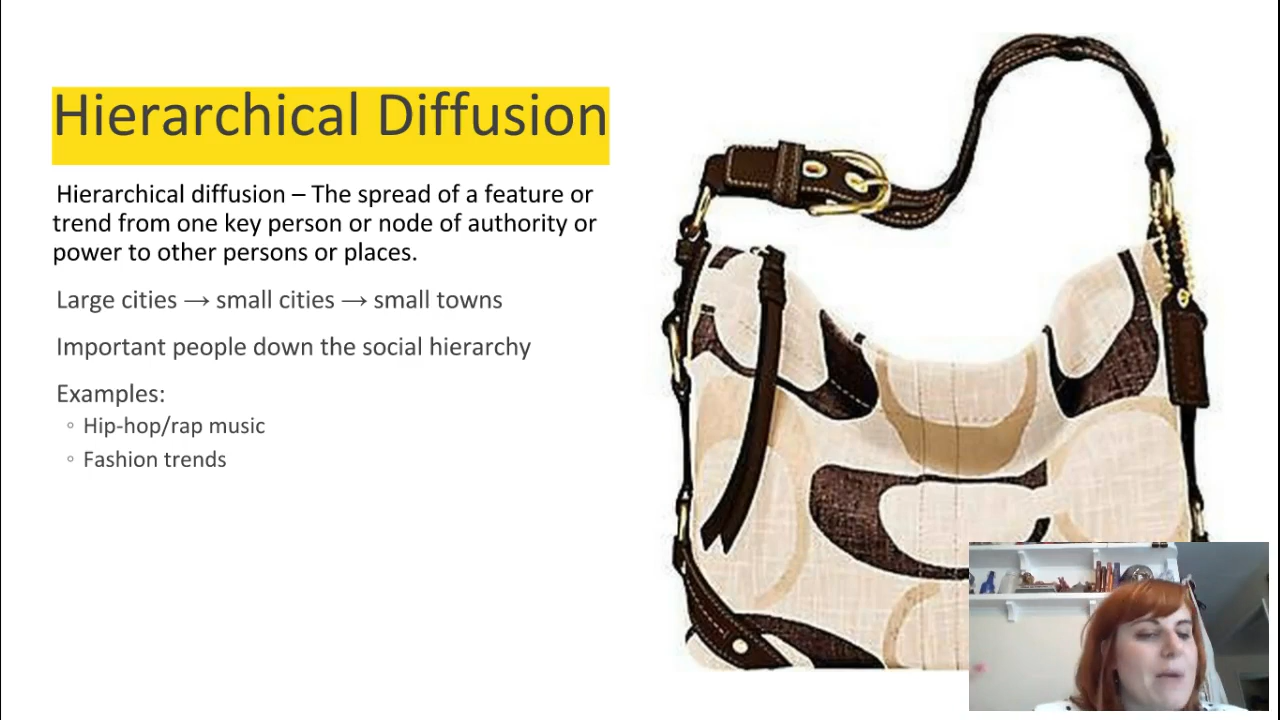 Hierarchical Diffusion
Hierarchical diffusion – The spread of a feature or
trend from one key person or node of authority or
power to other persons or places.
Large cities → small cities → small towns
Important people down the social hierarchy
Examples:
◦ Hip-hop/rap music
◦ Fashion trends